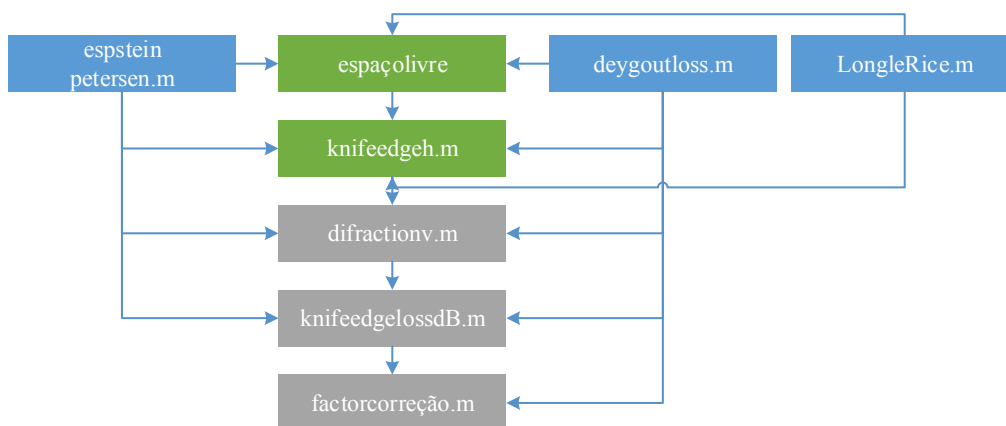 espstein
petersen.m
espaçolivre
deygoutloss.m
LongleRice.m
knifeedgeh.m
difractionv.m
knifeedgelossdB.m
factorcorreção.m